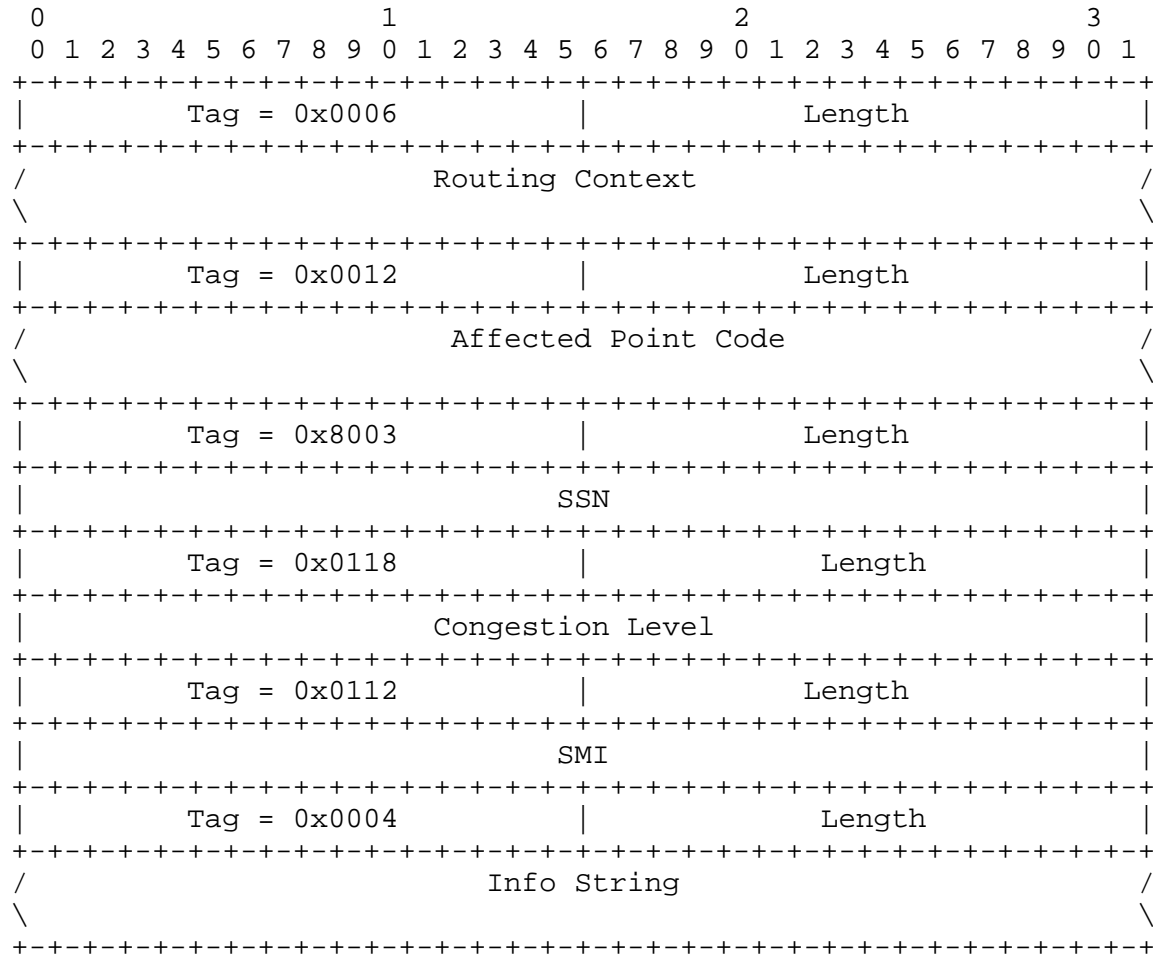 0                   1                   2                   3
 0 1 2 3 4 5 6 7 8 9 0 1 2 3 4 5 6 7 8 9 0 1 2 3 4 5 6 7 8 9 0 1
+-+-+-+-+-+-+-+-+-+-+-+-+-+-+-+-+-+-+-+-+-+-+-+-+-+-+-+-+-+-+-+-+
|         Tag = 0x0006          |            Length             |
+-+-+-+-+-+-+-+-+-+-+-+-+-+-+-+-+-+-+-+-+-+-+-+-+-+-+-+-+-+-+-+-+
/                       Routing Context                         /
\                                                               \
+-+-+-+-+-+-+-+-+-+-+-+-+-+-+-+-+-+-+-+-+-+-+-+-+-+-+-+-+-+-+-+-+
|         Tag = 0x0012          |            Length             |
+-+-+-+-+-+-+-+-+-+-+-+-+-+-+-+-+-+-+-+-+-+-+-+-+-+-+-+-+-+-+-+-+
/                        Affected Point Code                    /
\                                                               \
+-+-+-+-+-+-+-+-+-+-+-+-+-+-+-+-+-+-+-+-+-+-+-+-+-+-+-+-+-+-+-+-+
|         Tag = 0x8003          |            Length             |
+-+-+-+-+-+-+-+-+-+-+-+-+-+-+-+-+-+-+-+-+-+-+-+-+-+-+-+-+-+-+-+-+
|                              SSN                              |
+-+-+-+-+-+-+-+-+-+-+-+-+-+-+-+-+-+-+-+-+-+-+-+-+-+-+-+-+-+-+-+-+
|         Tag = 0x0118          |             Length            |
+-+-+-+-+-+-+-+-+-+-+-+-+-+-+-+-+-+-+-+-+-+-+-+-+-+-+-+-+-+-+-+-+
|                       Congestion Level                        |
+-+-+-+-+-+-+-+-+-+-+-+-+-+-+-+-+-+-+-+-+-+-+-+-+-+-+-+-+-+-+-+-+
|         Tag = 0x0112          |            Length             |
+-+-+-+-+-+-+-+-+-+-+-+-+-+-+-+-+-+-+-+-+-+-+-+-+-+-+-+-+-+-+-+-+
|                              SMI                              |
+-+-+-+-+-+-+-+-+-+-+-+-+-+-+-+-+-+-+-+-+-+-+-+-+-+-+-+-+-+-+-+-+
|         Tag = 0x0004          |             Length            |
+-+-+-+-+-+-+-+-+-+-+-+-+-+-+-+-+-+-+-+-+-+-+-+-+-+-+-+-+-+-+-+-+
/                          Info String                          /
\                                                               \
+-+-+-+-+-+-+-+-+-+-+-+-+-+-+-+-+-+-+-+-+-+-+-+-+-+-+-+-+-+-+-+-+